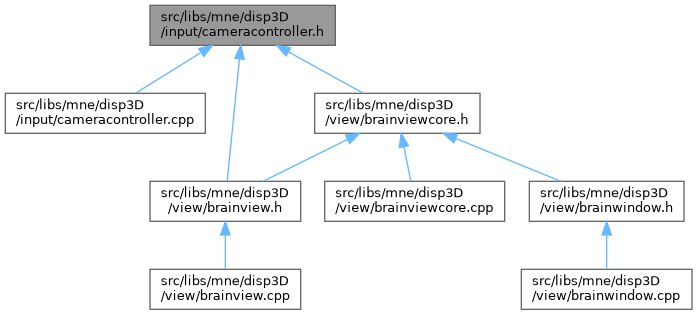 src/libs/mne/disp3D
/input/cameracontroller.h
src/libs/mne/disp3D
/input/cameracontroller.cpp
src/libs/mne/disp3D
/view/brainviewcore.h
src/libs/mne/disp3D
/view/brainview.h
src/libs/mne/disp3D
/view/brainviewcore.cpp
src/libs/mne/disp3D
/view/brainwindow.h
src/libs/mne/disp3D
/view/brainview.cpp
src/libs/mne/disp3D
/view/brainwindow.cpp